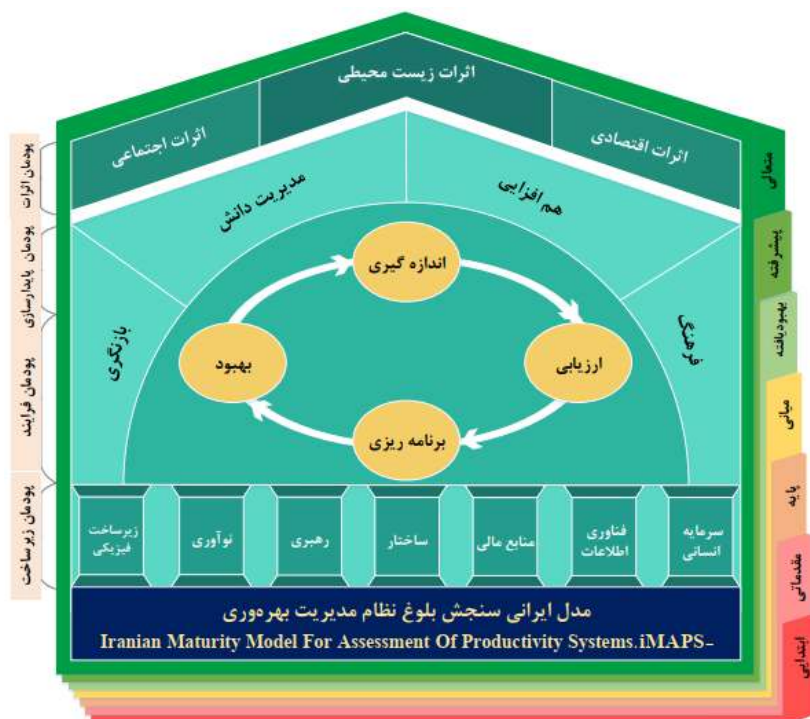 اثرات زیست محیطی
اثرات اقتصادی
اثرات اجتماعی
هم افزایی
مدیریت دانش
فرهنگ
بازنگری
اندازه گیری
ارزیابی
برنامه ریزی
بهبود
سرمایه
انسانی
فناوری
اطلاعات
منابع مالی
ساختار
رهبری
نوآوری
زیرساخت
فیزیکی
مدل ایرانی سنجش بلوغ نظام مدیریت بهره‌وری
Iranian Maturity Model For Assessment Of Productivity Systems.iMAPS-
متعالی
پیشرفته
بهبودیافته
میانی
پایه
مقدماتی
ابتدایی
پودمان اثرات
پودمان پایدارسازی
پودمان فرایند
پودمان زیرساخت